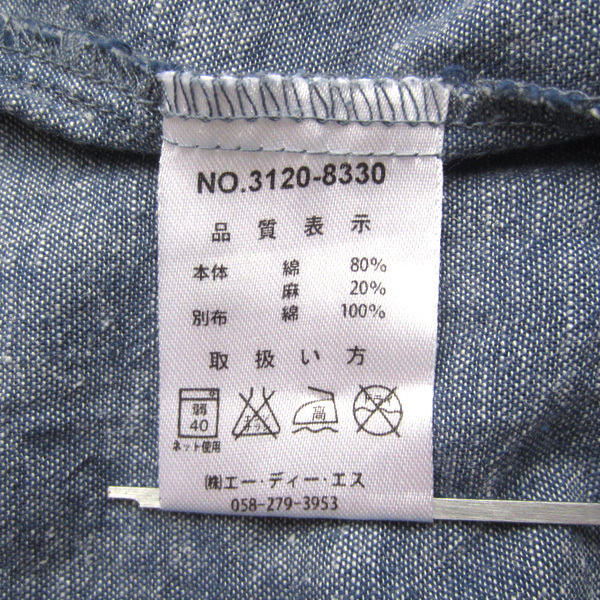 NO.3120-8330
品質表示
本体 綿 80%
麻 20%
別布 綿 100%
取扱い方
弱
40
ネット使用
高
(株)エー・ディー・エス
058-279-3953